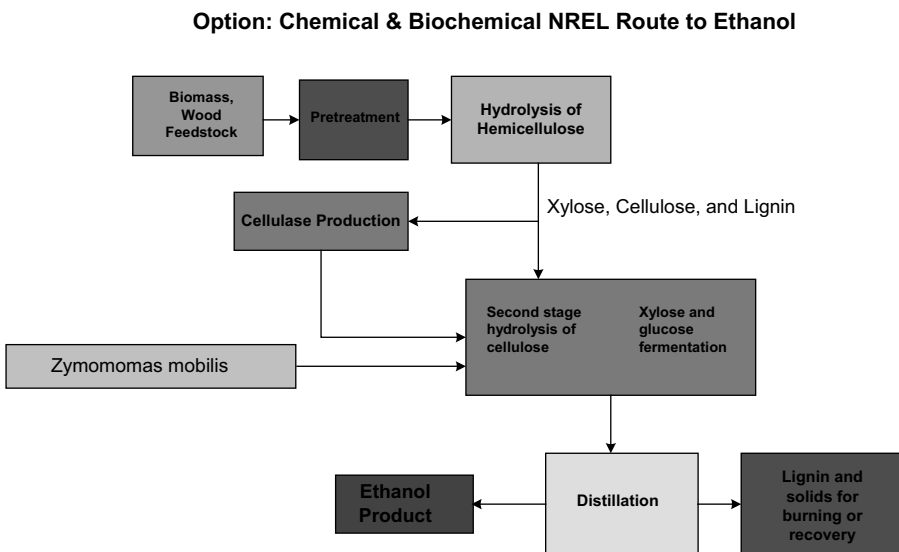 Option: Chemical & Biochemical NREL Route to Ethanol
Biomass,
Wood
Feedstock
Pretreatment
Hydrolysis of
Hemicellulose
Xylose, Cellulose, and Lignin
Cellulase Production
Second stage
hydrolysis of
cellulose
Xylose and
glucose
fermentation
Zymomomas mobilis
Ethanol
Product
Distillation
Lignin and
solids for
burning or
recovery